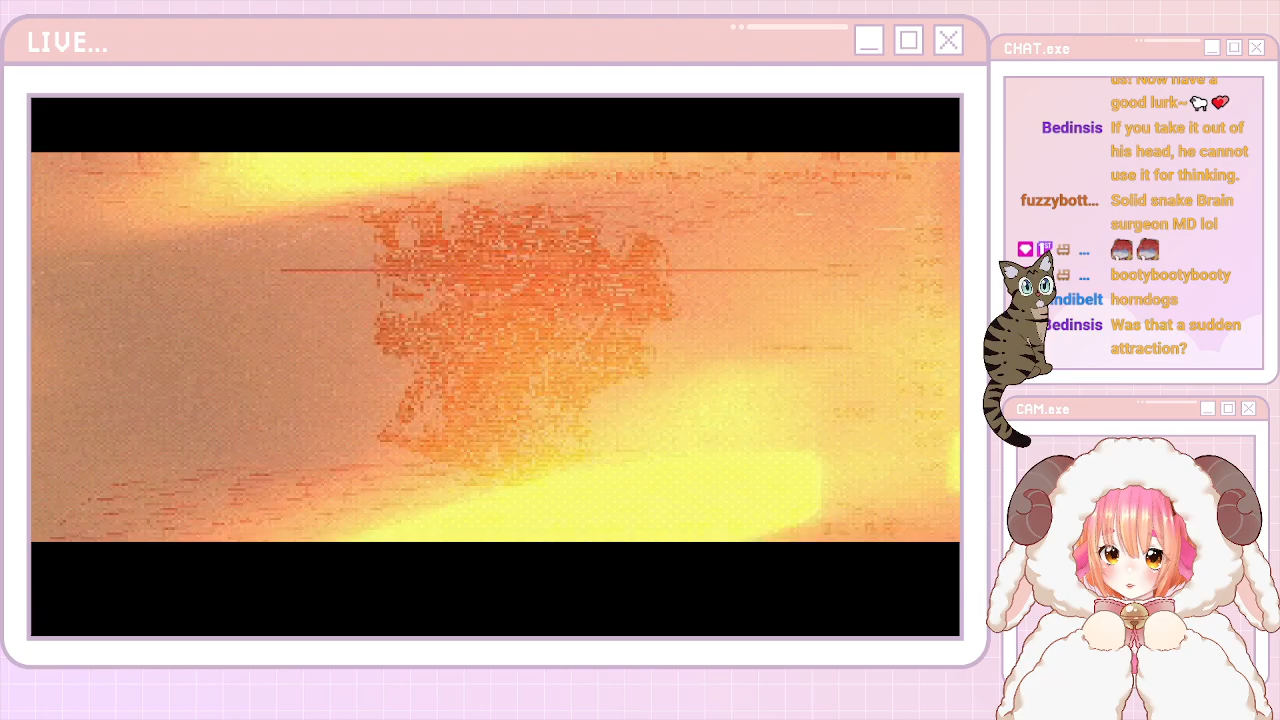 LIVE...
CHAT.exe
us! Now have a
good lurk~
Bedinsis If you take it out of
his head, he cannot
use it for thinking.
fuzzybott... Solid snake Brain
surgeon MD lol
1ST ...
... bootybootybooty
ndibelt horndogs
Bedinsis Was that a sudden
attraction?
CAM.exe